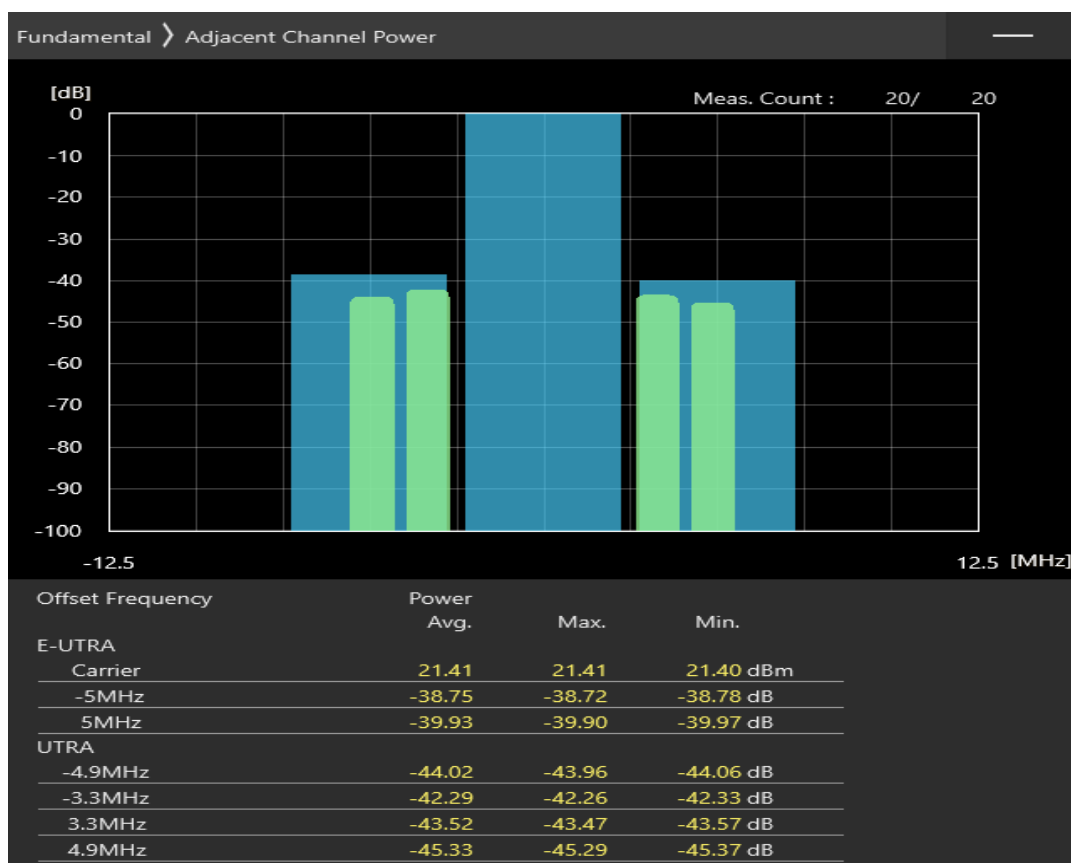 Fundamental 〉 Adjacent Channel Power
[dB]
Meas. Count : 20/ 20
0
-10
-20
-30
-40
-50
-60
-70
-80
-90
-100
-12.5 12.5 [MHz]
Offset Frequency Power
Avg. Max. Min.
E-UTRA
Carrier 21.41 21.41 21.40 dBm
-5MHz -38.75 -38.72 -38.78 dB
5MHz -39.93 -39.90 -39.97 dB
UTRA
-4.9MHz -44.02 -43.96 -44.06 dB
-3.3MHz -42.29 -42.26 -42.33 dB
3.3MHz -43.52 -43.47 -43.57 dB
4.9MHz -45.33 -45.29 -45.37 dB